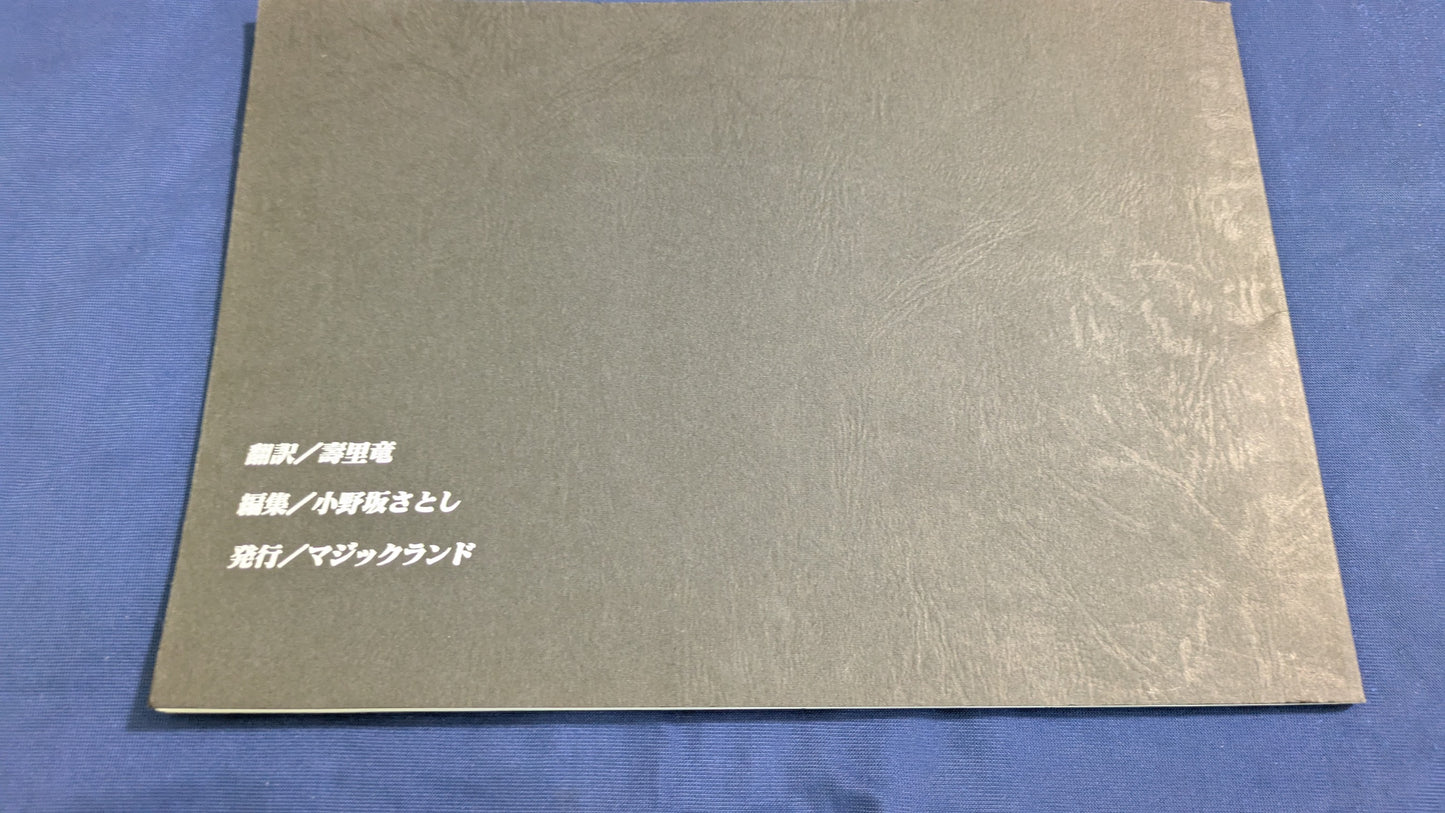 翻訳／壽里竜
編集／小野坂さとし
発行／マジックランド